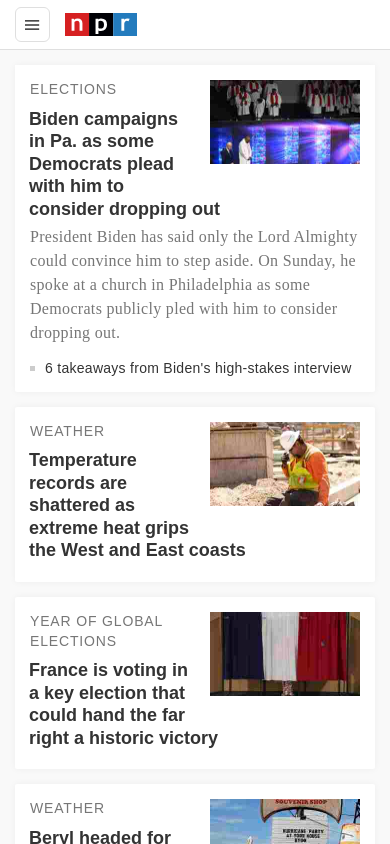 npr
ELECTIONS
Biden campaigns
in Pa. as some
Democrats plead
with him to
consider dropping out
President Biden has said only the Lord Almighty
could convince him to step aside. On Sunday, he
spoke at a church in Philadelphia as some
Democrats publicly pled with him to consider
dropping out.
6 takeaways from Biden's high-stakes interview
WEATHER
Temperature
records are
shattered as
extreme heat grips
the West and East coasts
YEAR OF GLOBAL
ELECTIONS
France is voting in
a key election that
could hand the far
right a historic victory
WEATHER
SOUVENIR SHOP
HURRICANE PARTY
AT YOUR HOUSE
Beryl headed for